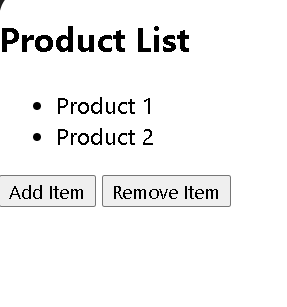 Product List
Product 1
Product 2
Add Item Remove Item